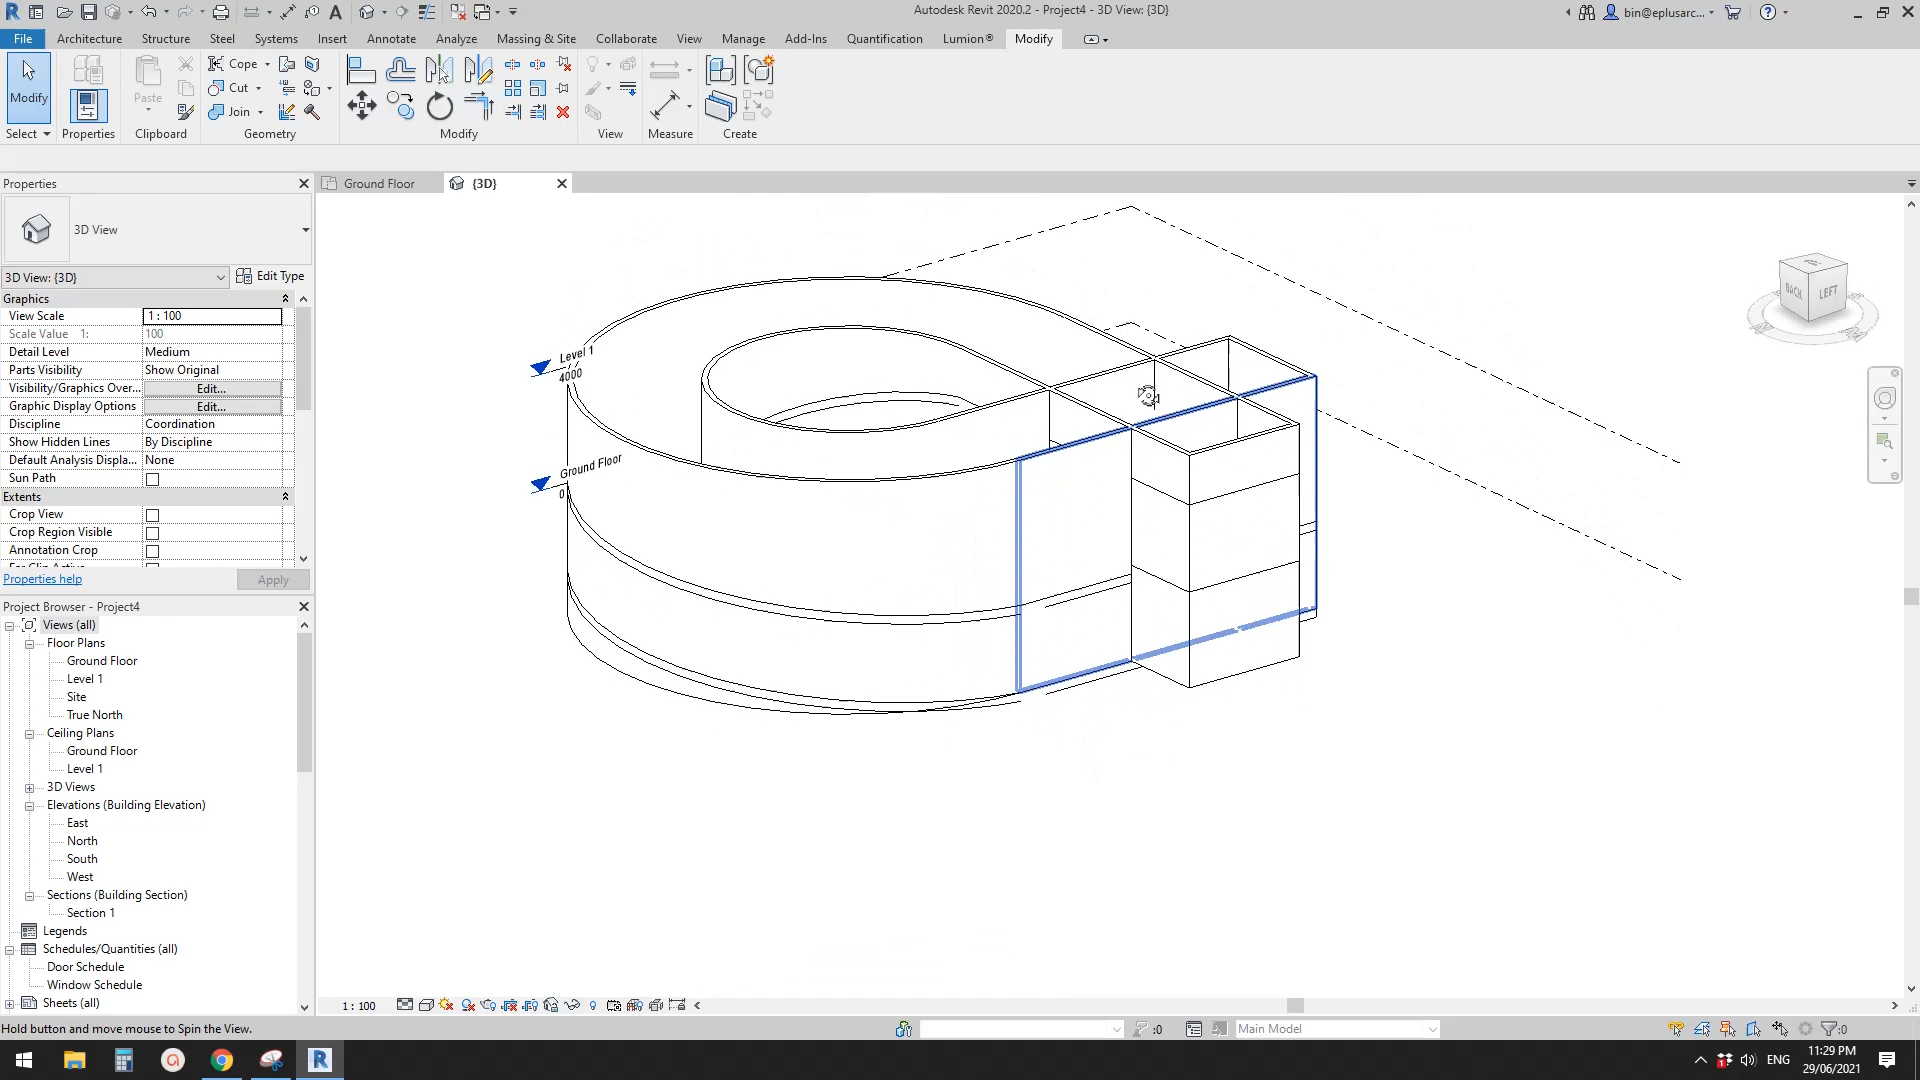 Autodesk Revit 2020.2 - Project4 - 3D View: {3D}
bin@eplusarc...
File Architecture Structure Steel Systems Insert Annotate Analyze Massing & Site Collaborate View Manage Add-Ins Quantification Lumion® Modify
Modify
Paste
Cope
Cut
Join
Select Properties Clipboard Geometry Modify View Measure Create
Properties
Ground Floor
{3D}
3D View
3D View: {3D}
Edit Type
Graphics
View Scale 1 : 100
Scale Value 1: 100
Detail Level Medium
Parts Visibility Show Original
Visibility/Graphics Over... Edit...
Graphic Display Options Edit...
Discipline Coordination
Show Hidden Lines By Discipline
Default Analysis Displa... None
Sun Path
Extents
Crop View
Crop Region Visible
Annotation Crop
Properties help
Apply
Project Browser - Project4
Views (all)
Floor Plans
Ground Floor
Level 1
Site
True North
Ceiling Plans
Ground Floor
Level 1
3D Views
Elevations (Building Elevation)
East
North
South
West
Sections (Building Section)
Section 1
Legends
Schedules/Quantities (all)
Door Schedule
Window Schedule
Sheets (all)
Level 1
4000
Ground Floor
0
BACK
LEFT
1 : 100
Hold button and move mouse to Spin the View.
:0
Main Model
:0
ENG
11:29 PM
29/06/2021